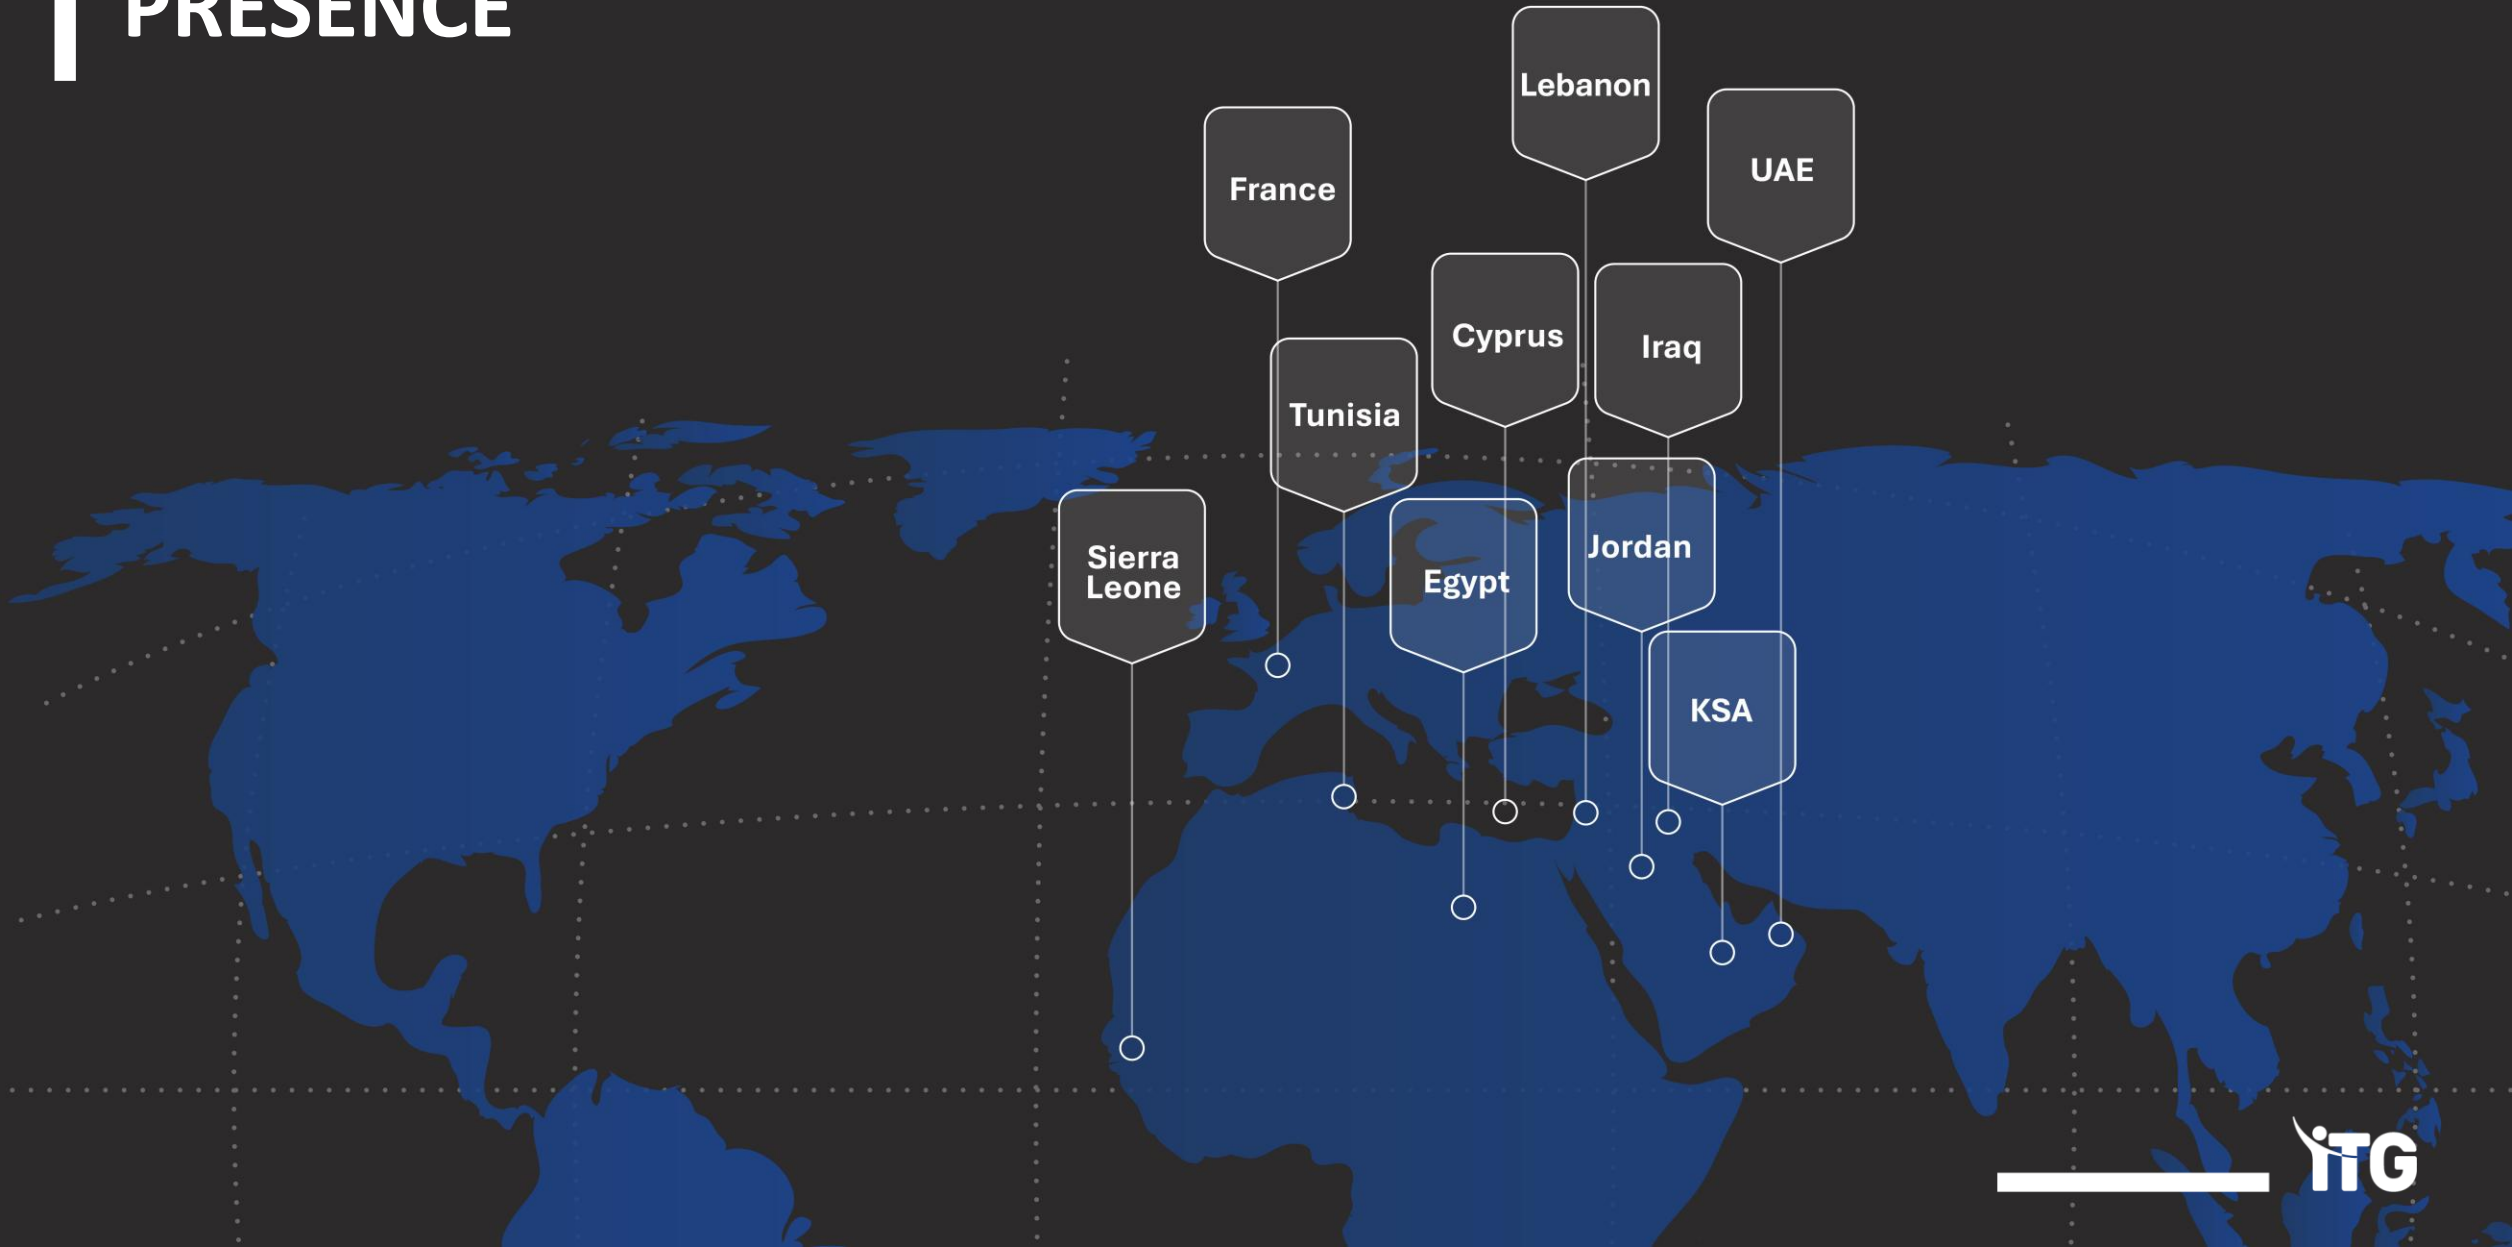 PRESENCE
Lebanon
UAE
France
Cyprus
Iraq
Tunisia
Jordan
Sierra
Leone
Egypt
KSA
iTG